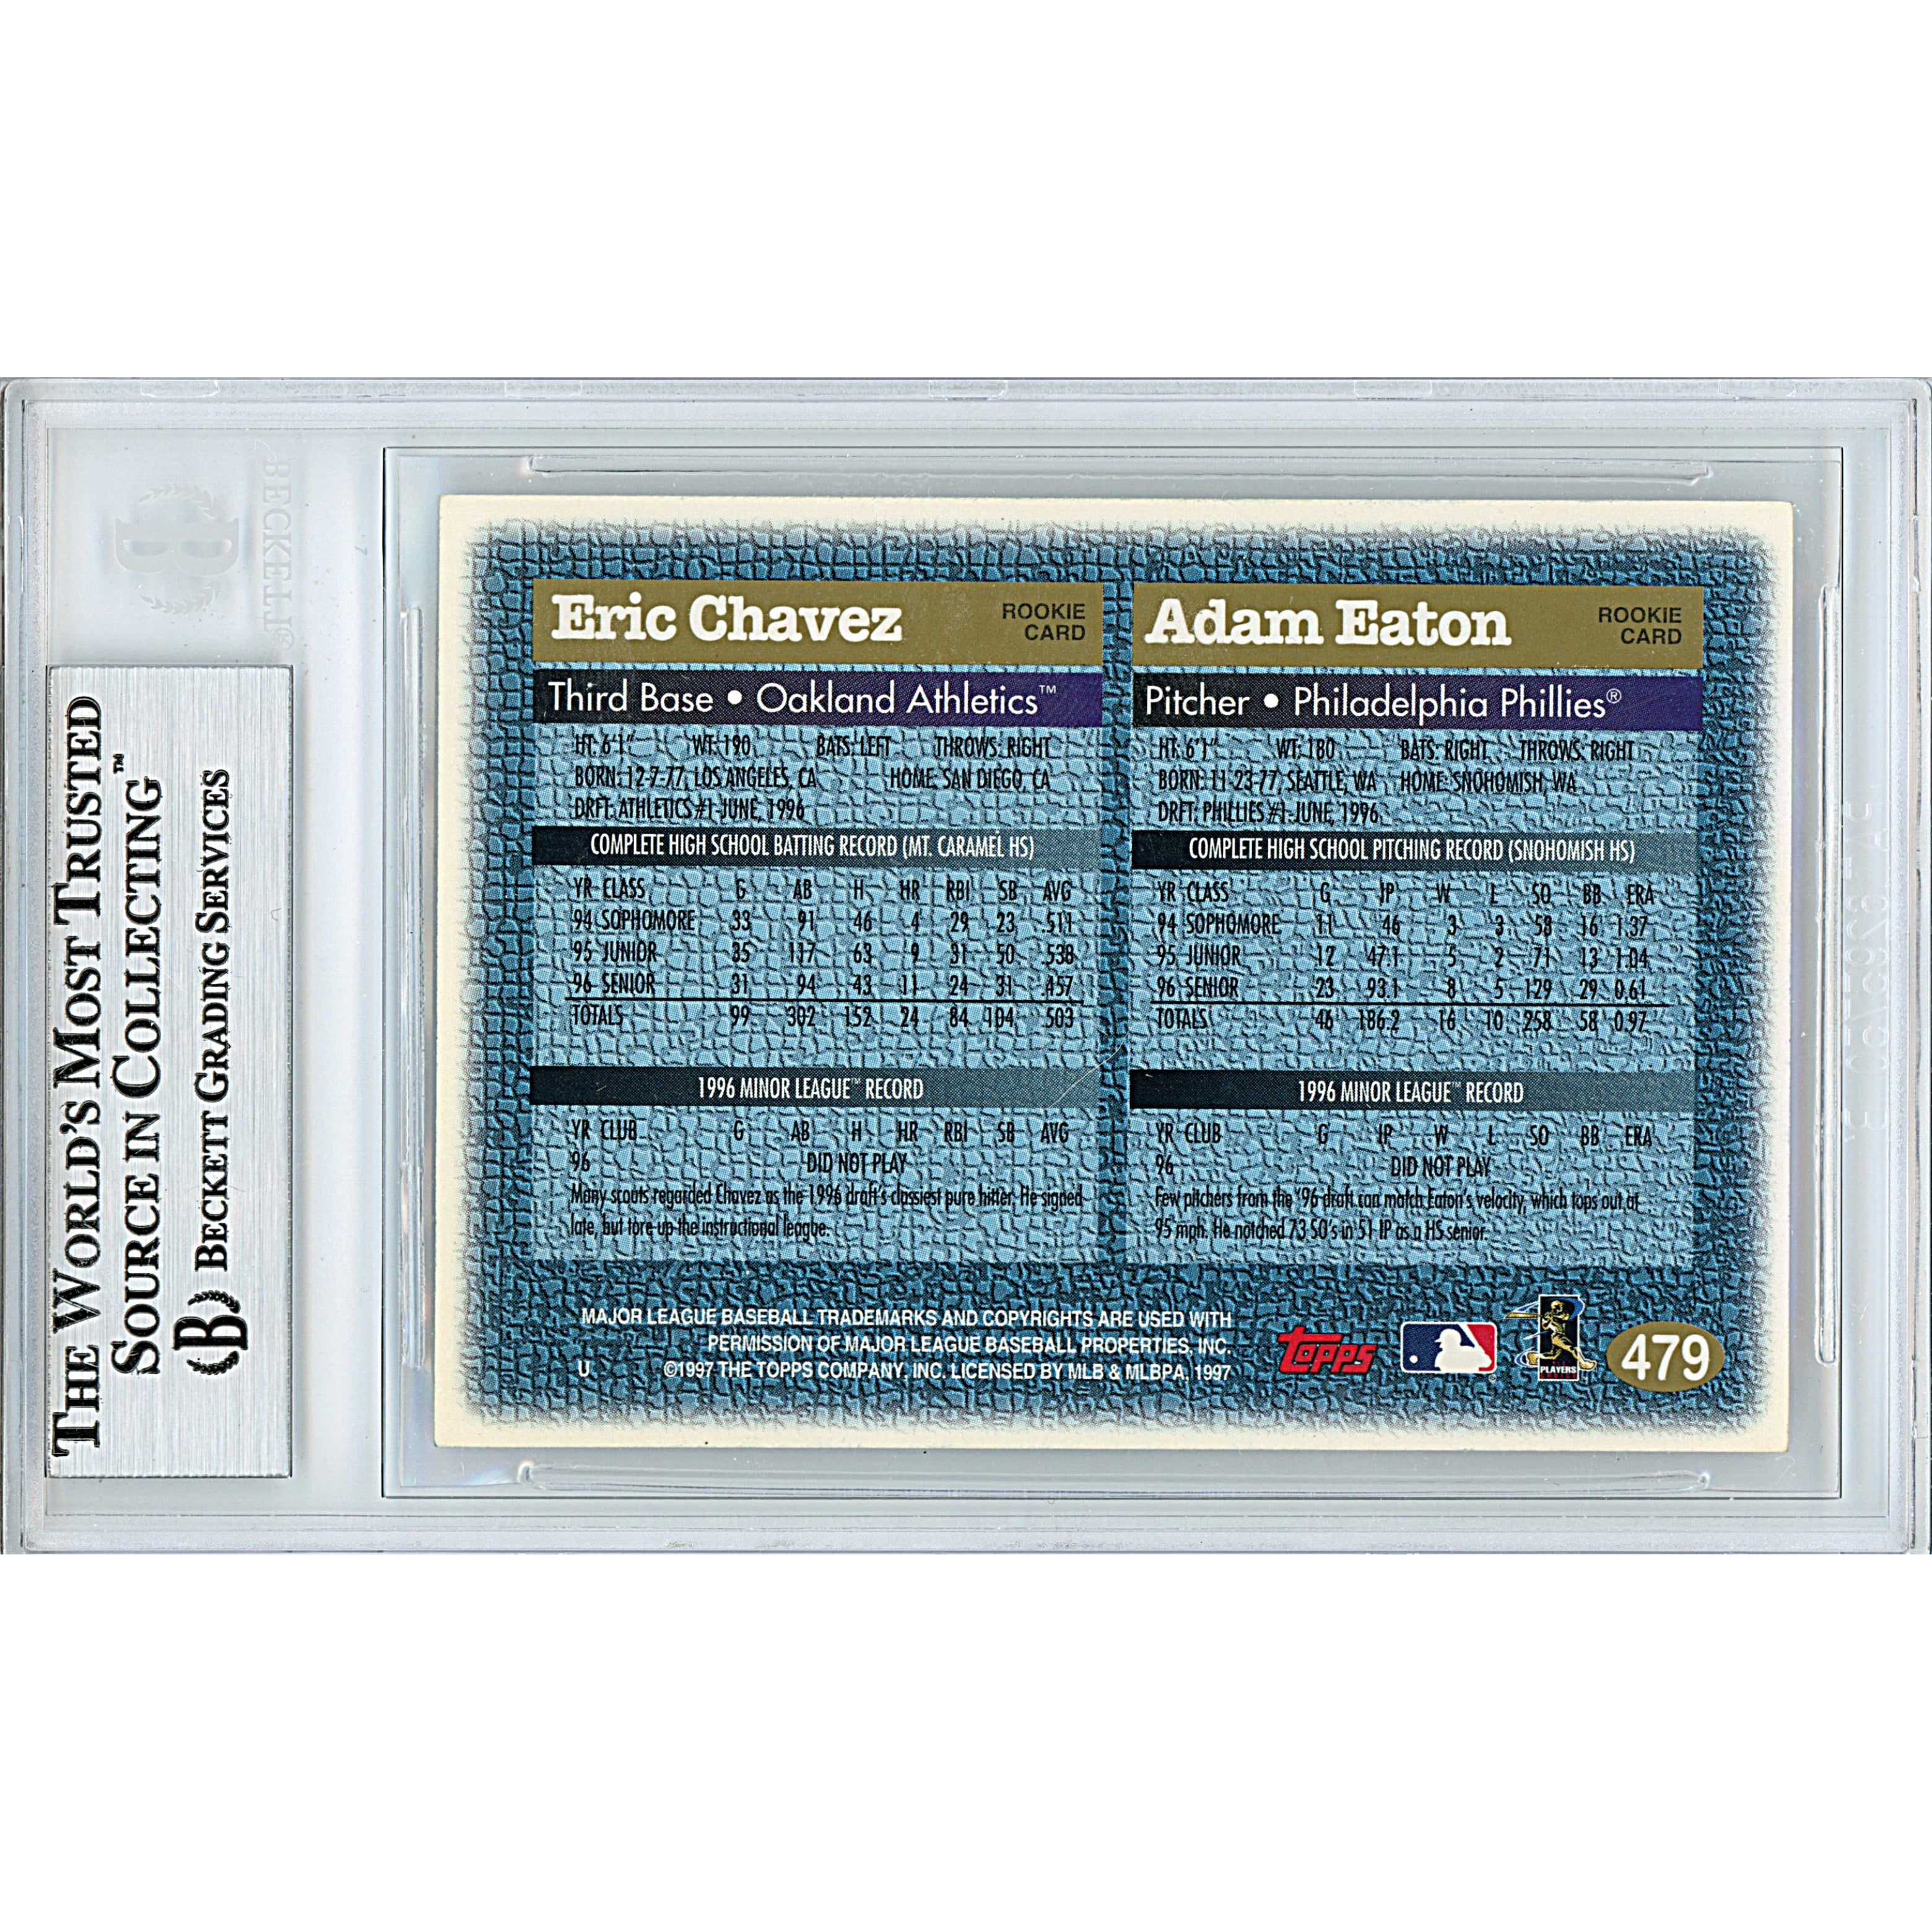 THE WORLD'S MOST TRUSTED
SOURCE IN COLLECTING™
B BECKETT GRADING SERVICES
BECKETT®
Eric Chavez ROOKIE CARD
Third Base • Oakland Athletics™
HT: 6'1" WT: 190 BATS: LEFT THROWS: RIGHT
BORN: 12-7-77, LOS ANGELES, CA HOME: SAN DIEGO, CA
DRFT: ATHLETICS #1-JUNE, 1996
COMPLETE HIGH SCHOOL BATTING RECORD (MT. CARAMEL HS)
YR CLASS G AB H HR RBI SB AVG
94 SOPHOMORE 33 91 46 4 29 23 .511
95 JUNIOR 35 117 63 9 31 50 .538
96 SENIOR 31 94 43 11 24 31 .457
TOTALS 99 302 152 24 84 104 .503
1996 MINOR LEAGUE™ RECORD
YR CLUB G AB H HR RBI SB AVG
96 DID NOT PLAY
Many scouts regarded Chavez as the 1996 draft's classiest pure hitter. He signed
late, but tore up the instructional league.
Adam Eaton ROOKIE CARD
Pitcher • Philadelphia Phillies®
HT: 6'1" WT: 180 BATS: RIGHT THROWS: RIGHT
BORN: 11-23-77, SEATTLE, WA HOME: SNOHOMISH, WA
DRFT: PHILLIES #1-JUNE, 1996
COMPLETE HIGH SCHOOL PITCHING RECORD (SNOHOMISH HS)
YR CLASS G IP W L SO BB ERA
94 SOPHOMORE 11 46 3 3 58 16 1.37
95 JUNIOR 12 47.1 5 2 71 13 1.04
96 SENIOR 23 93.1 8 5 129 29 0.61
TOTALS 46 186.2 16 10 258 58 0.97
1996 MINOR LEAGUE™ RECORD
YR CLUB G IP W L SO BB ERA
96 DID NOT PLAY
Few pitchers from the '96 draft can match Eaton's velocity, which tops out at
95 mph. He notched 73 SO's in 51 IP as a HS senior.
MAJOR LEAGUE BASEBALL TRADEMARKS AND COPYRIGHTS ARE USED WITH
PERMISSION OF MAJOR LEAGUE BASEBALL PROPERTIES, INC.
U ©1997 THE TOPPS COMPANY, INC. LICENSED BY MLB & MLBPA, 1997
TOPPS
PLAYERS
479